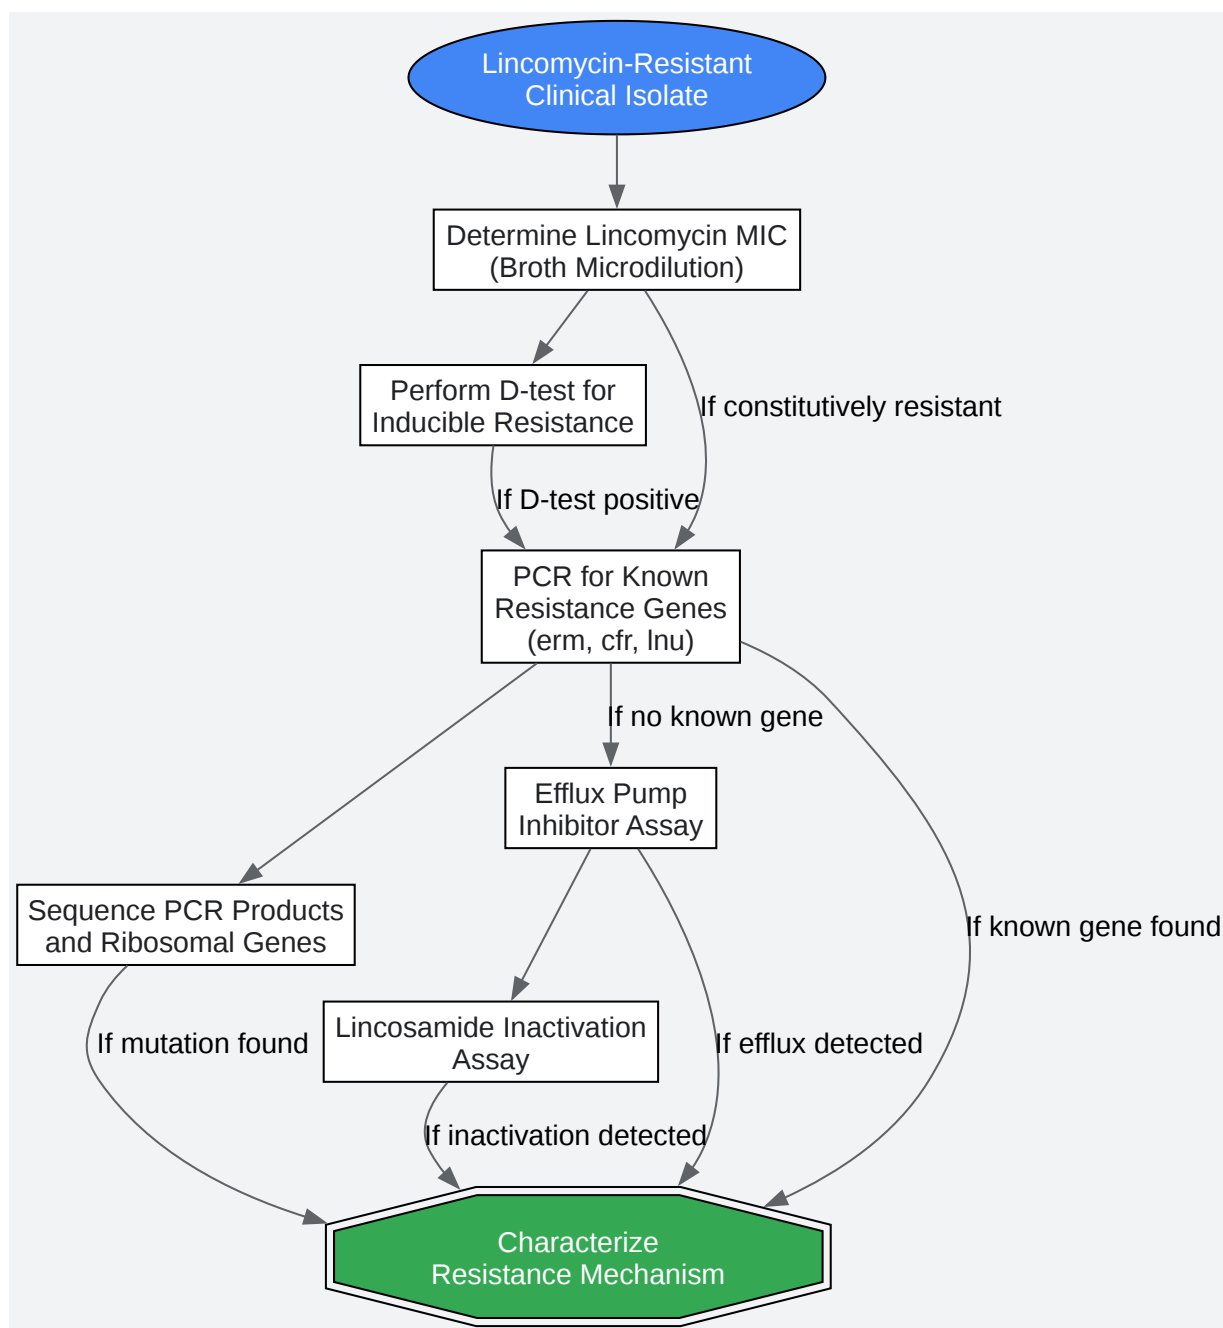 Lincomycin-Resistant
Clinical Isolate
Determine Lincomycin MIC
(Broth Microdilution)
Perform D-test for
Inducible Resistance
If constitutively resistant
If D-test positive
PCR for Known
Resistance Genes
(erm, cfr, lnu)
If no known gene
Efflux Pump
Inhibitor Assay
Sequence PCR Products
and Ribosomal Genes
If known gene found
Lincosamide Inactivation
Assay
If mutation found
If efflux detected
If inactivation detected
Characterize
Resistance Mechanism